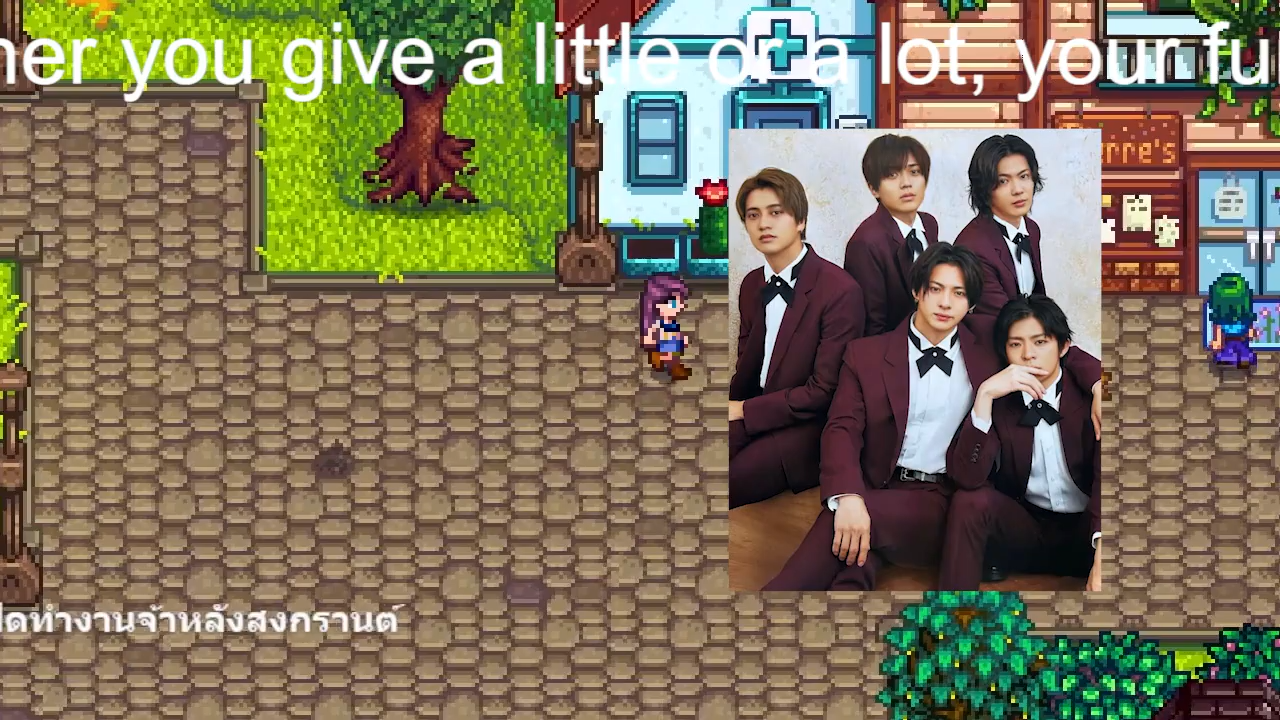 her you give a little or a lot, your fu
erre's
ดทำงานจ้าหลังสงกรานต์